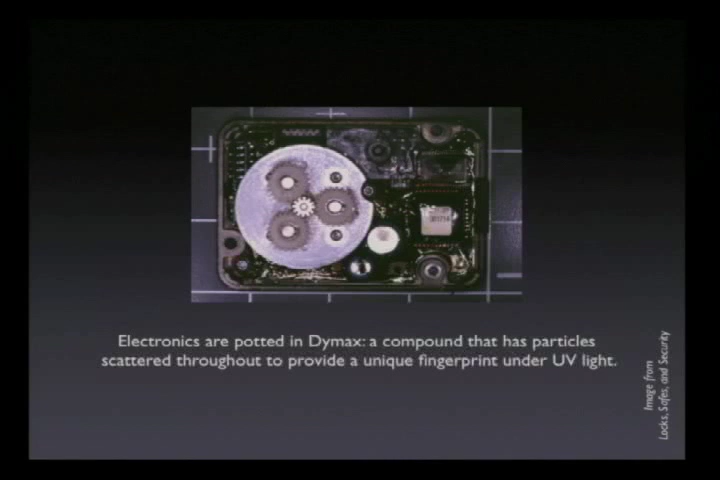 Electronics are potted in Dymax: a compound that has particles
scattered throughout to provide a unique fingerprint under UV light.
Image from
Locks, Safes, and Security